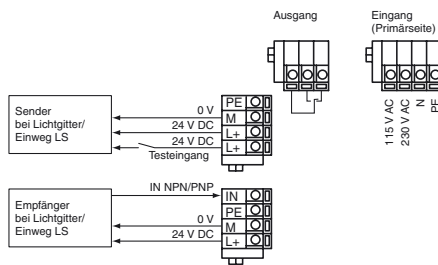 Ausgang
Eingang
(Primärseite)
115 V AC
230 V AC
N
PE
Sender
bei Lichtgitter/
Einweg LS
0 V
24 V DC
24 V DC
Testeingang
PE
M
L+
L+
Empfänger
bei Lichtgitter/
Einweg LS
IN NPN/PNP
0 V
24 V DC
IN
PE
M
L+